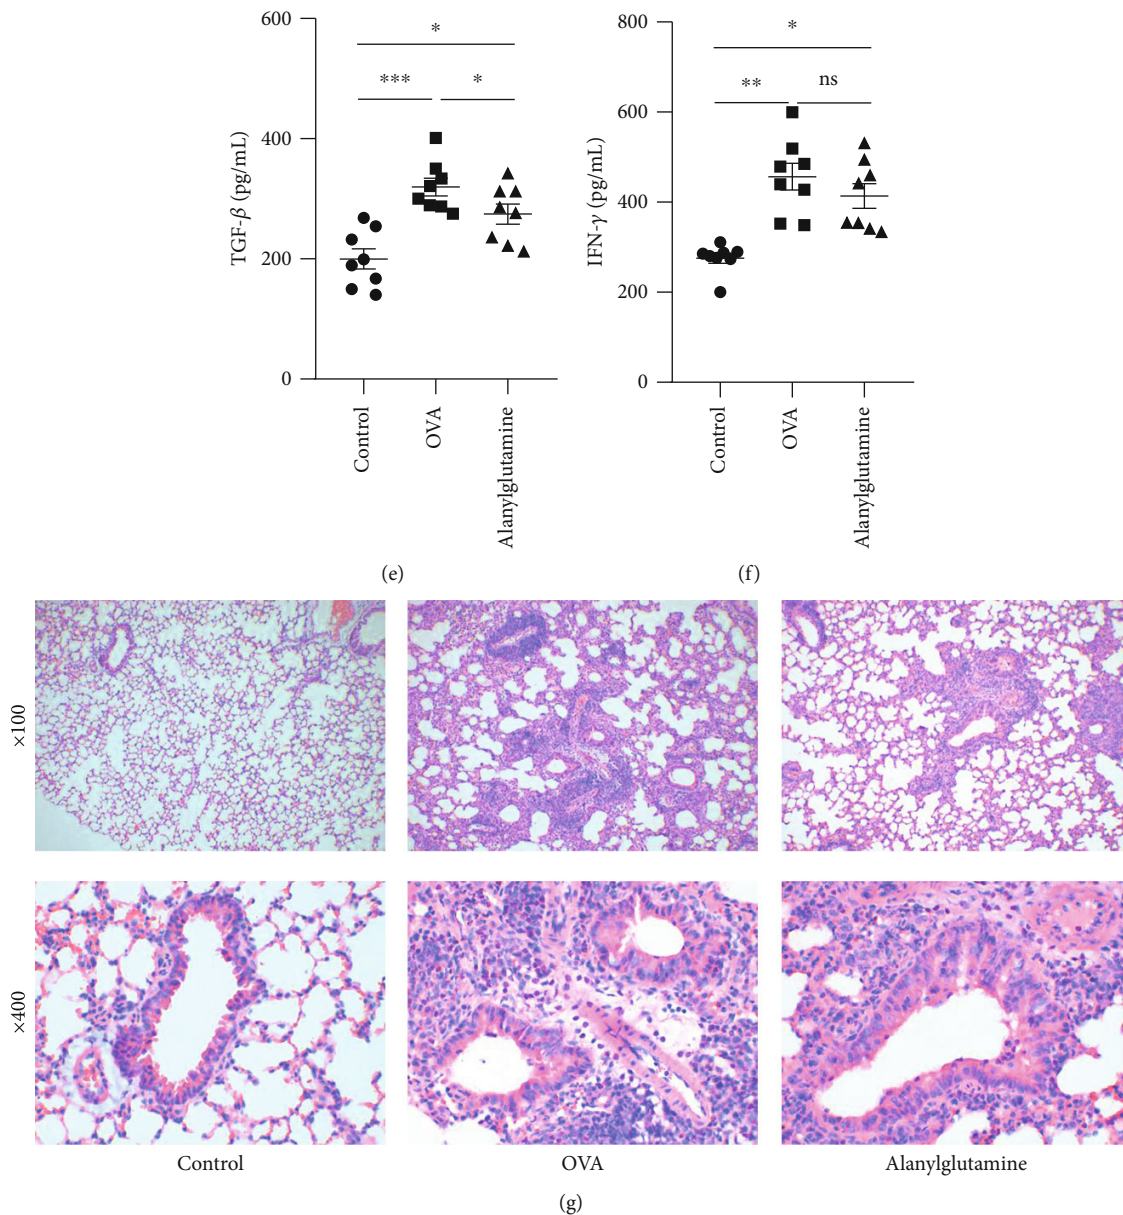 600
400
200
0
TGF-β (pg/mL)
*
***
*
Control
OVA
Alanylglutamine
(e)
800
600
400
200
0
IFN-γ (pg/mL)
*
**
ns
Control
OVA
Alanylglutamine
(f)
×100
×400
Control
OVA
Alanylglutamine
(g)